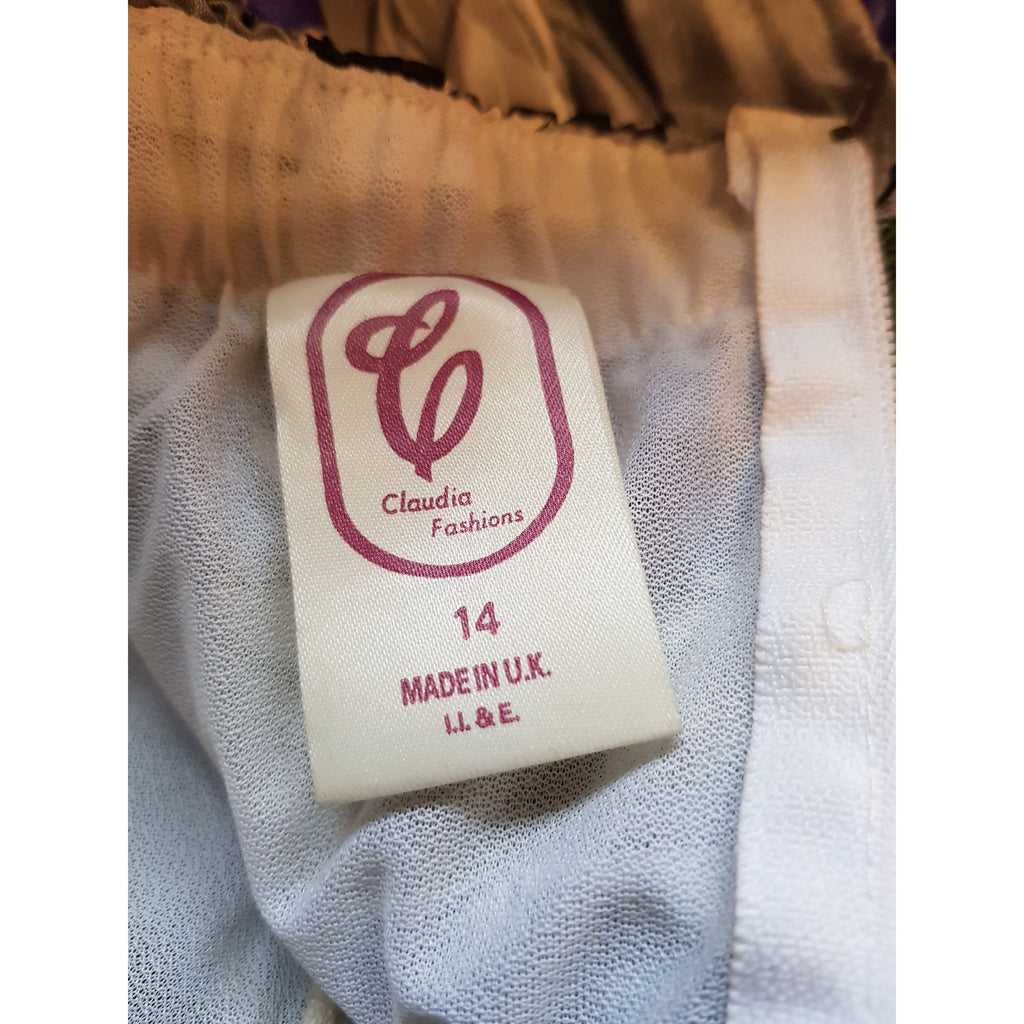 C
Claudia
Fashions
14
MADE IN U.K.
I.I. & E.